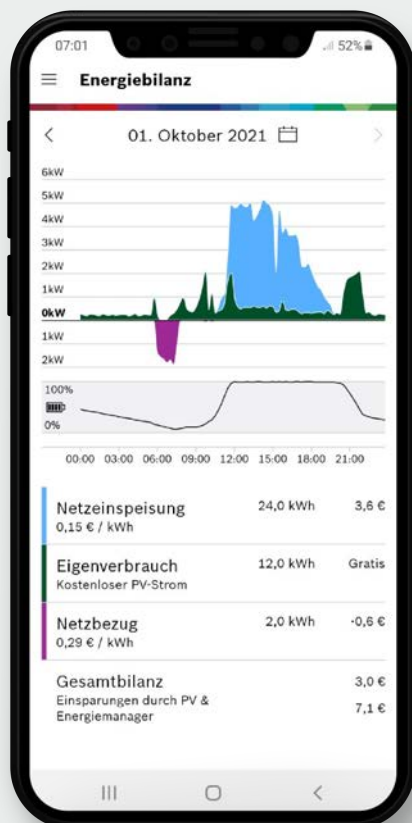 07:01 52%
Energiebilanz
01. Oktober 2021
6kW
5kW
4kW
3kW
2kW
1kW
0kW
1kW
2kW
100%
0%
00:00 03:00 06:00 09:00 12:00 15:00 18:00 21:00
Netzeinspeisung 24,0 kWh 3,6 €
0,15 € / kWh
Eigenverbrauch 12,0 kWh Gratis
Kostenloser PV-Strom
Netzbezug 2,0 kWh -0,6 €
0,29 € / kWh
Gesamtbilanz 3,0 €
Einsparungen durch PV & 7,1 €
Energiemanager